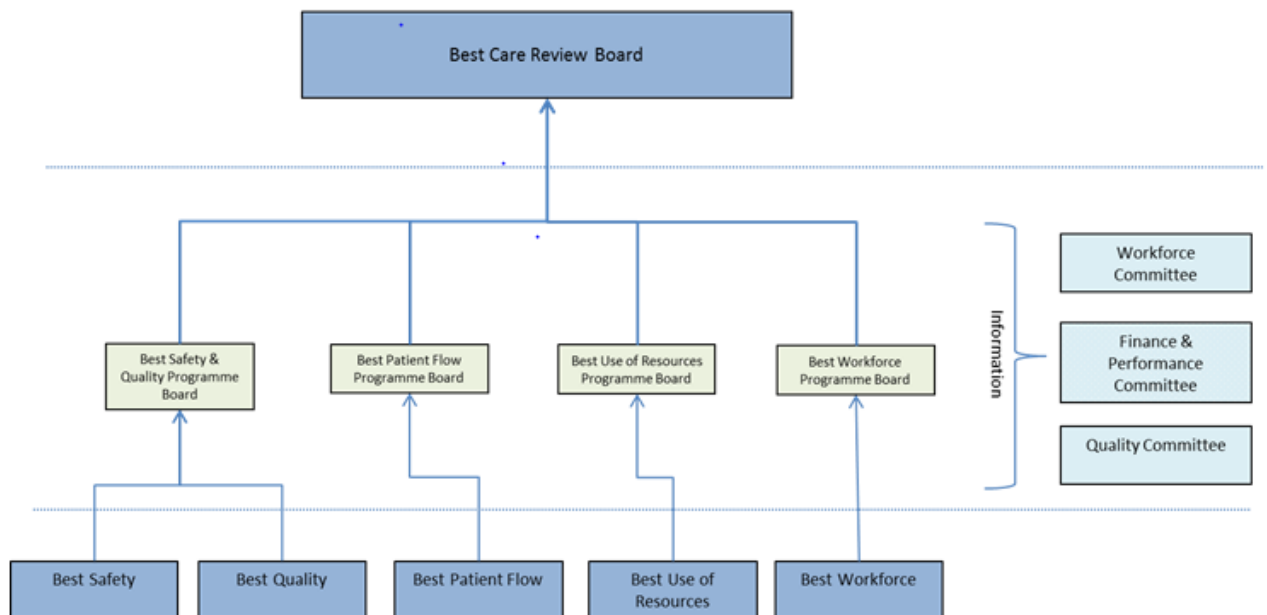 Best Care Review Board
Workforce
Committee
Information
Finance &
Performance
Committee
Quality Committee
Best Safety &
Quality Programme
Board
Best Patient Flow
Programme Board
Best Use of Resources
Programme Board
Best Workforce
Programme Board
Best Safety
Best Quality
Best Patient Flow
Best Use of
Resources
Best Workforce